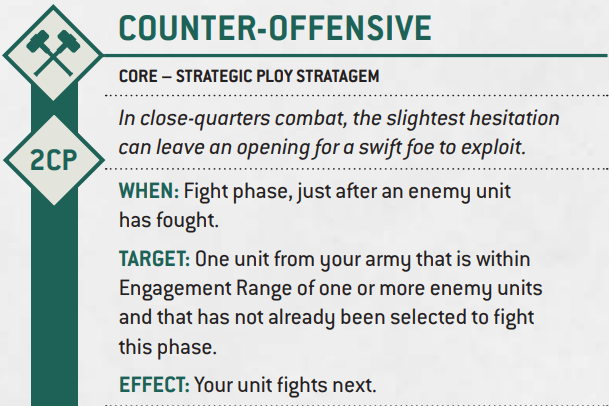 COUNTER-OFFENSIVE
CORE – STRATEGIC PLOY STRATAGEM
In close-quarters combat, the slightest hesitation
can leave an opening for a swift foe to exploit.
2CP
WHEN: Fight phase, just after an enemy unit
has fought.
TARGET: One unit from your army that is within
Engagement Range of one or more enemy units
and that has not already been selected to fight
this phase.
EFFECT: Your unit fights next.